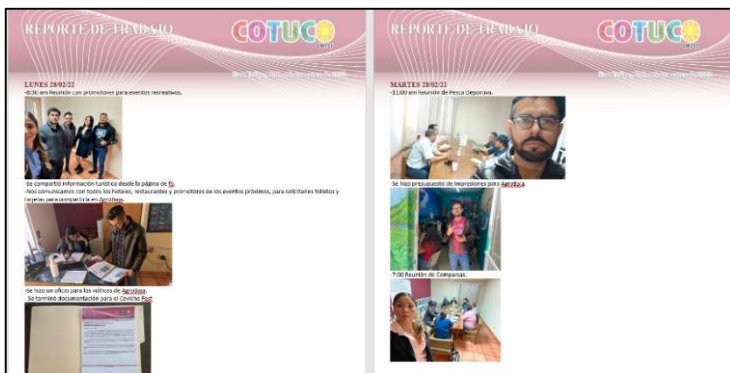 REPORTE DE TRABAJO
COTUCO
LUNES 28/02/22
-8:30 am Reunión con promotores para eventos recreativos.
-Se compartió información turística desde la página de fb.
-Nos comunicamos con todos los hoteles, restaurantes y promotores de los eventos próximos, para solicitarles folletos y
tarjetas para compartirla en AgroBaja.
-Se hizo un oficio para los viáticos de AgroBaja.
- Se terminó documentación para el Ceviche Fest
REPORTE DE TRABAJO
COTUCO
MARTES 28/02/22
-11:00 am Reunión de Pesca Deportiva.
-Se hizo presupuesto de impresiones para AgroBaja.
-7:00 Reunión de Comparsas.